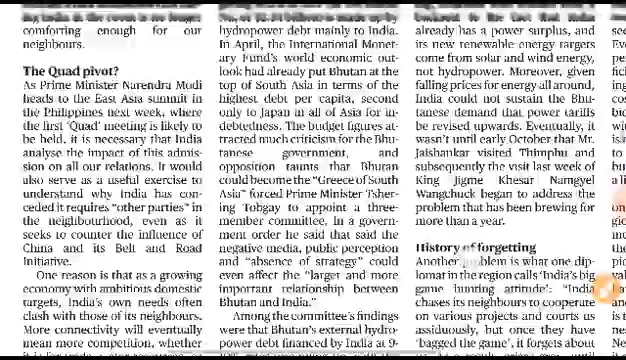 comforting enough for our
neighbours.
The Quad pivot?
As Prime Minister Narendra Modi
heads to the East Asia summit in
the Philippines next week, where
the first 'Quad' meeting is likely to
be held, it is necessary that India
analyse the impact of this admis-
sion on all our relations. It would
also serve as a useful exercise to
understand why India has con-
ceded it requires "other parties" in
the neighbourhood, even as it
seeks to counter the influence of
China and its Belt and Road
Initiative.
One reason is that as a growing
economy with ambitious domestic
targets, India's own needs often
clash with those of its neighbours.
More connectivity will eventually
mean more competition, whether
hydropower debt mainly to India.
In April, the International Monet-
ary Fund's world economic out-
look had already put Bhutan at the
top of South Asia in terms of the
highest debt per capita, second
only to Japan in all of Asia for in-
debtedness. The budget figures at-
tracted much criticism for the Bhu-
tanese government, and
opposition taunts that Bhutan
could become the "Greece of South
Asia" forced Prime Minister Tsher-
ing Tobgay to appoint a three-
member committee. In a govern-
ment order he said that said the
negative media, public perception
and "absence of strategy" could
even affect the "larger and more
important relationship between
Bhutan and India."
Among the committee's findings
were that Bhutan's external hydro-
power debt financed by India at 9-
already has a power surplus, and
its new renewable energy targets
come from solar and wind energy,
not hydropower. Moreover, given
falling prices for energy all around,
India could not sustain the Bhu-
tanese demand that power tariffs
be revised upwards. Eventually, it
wasn't until early October that Mr.
Jaishankar visited Thimphu and
subsequently the visit last week of
King Jigme Khesar Namgyel
Wangchuck began to address the
problem that has been brewing for
more than a year.
History of forgetting
Another problem is what one dip-
lomat in the region calls 'India's big
game hunting attitude': "India
chases its neighbours to cooperate
on various projects and courts us
assiduously, but once they have
'bagged the game', it forgets about